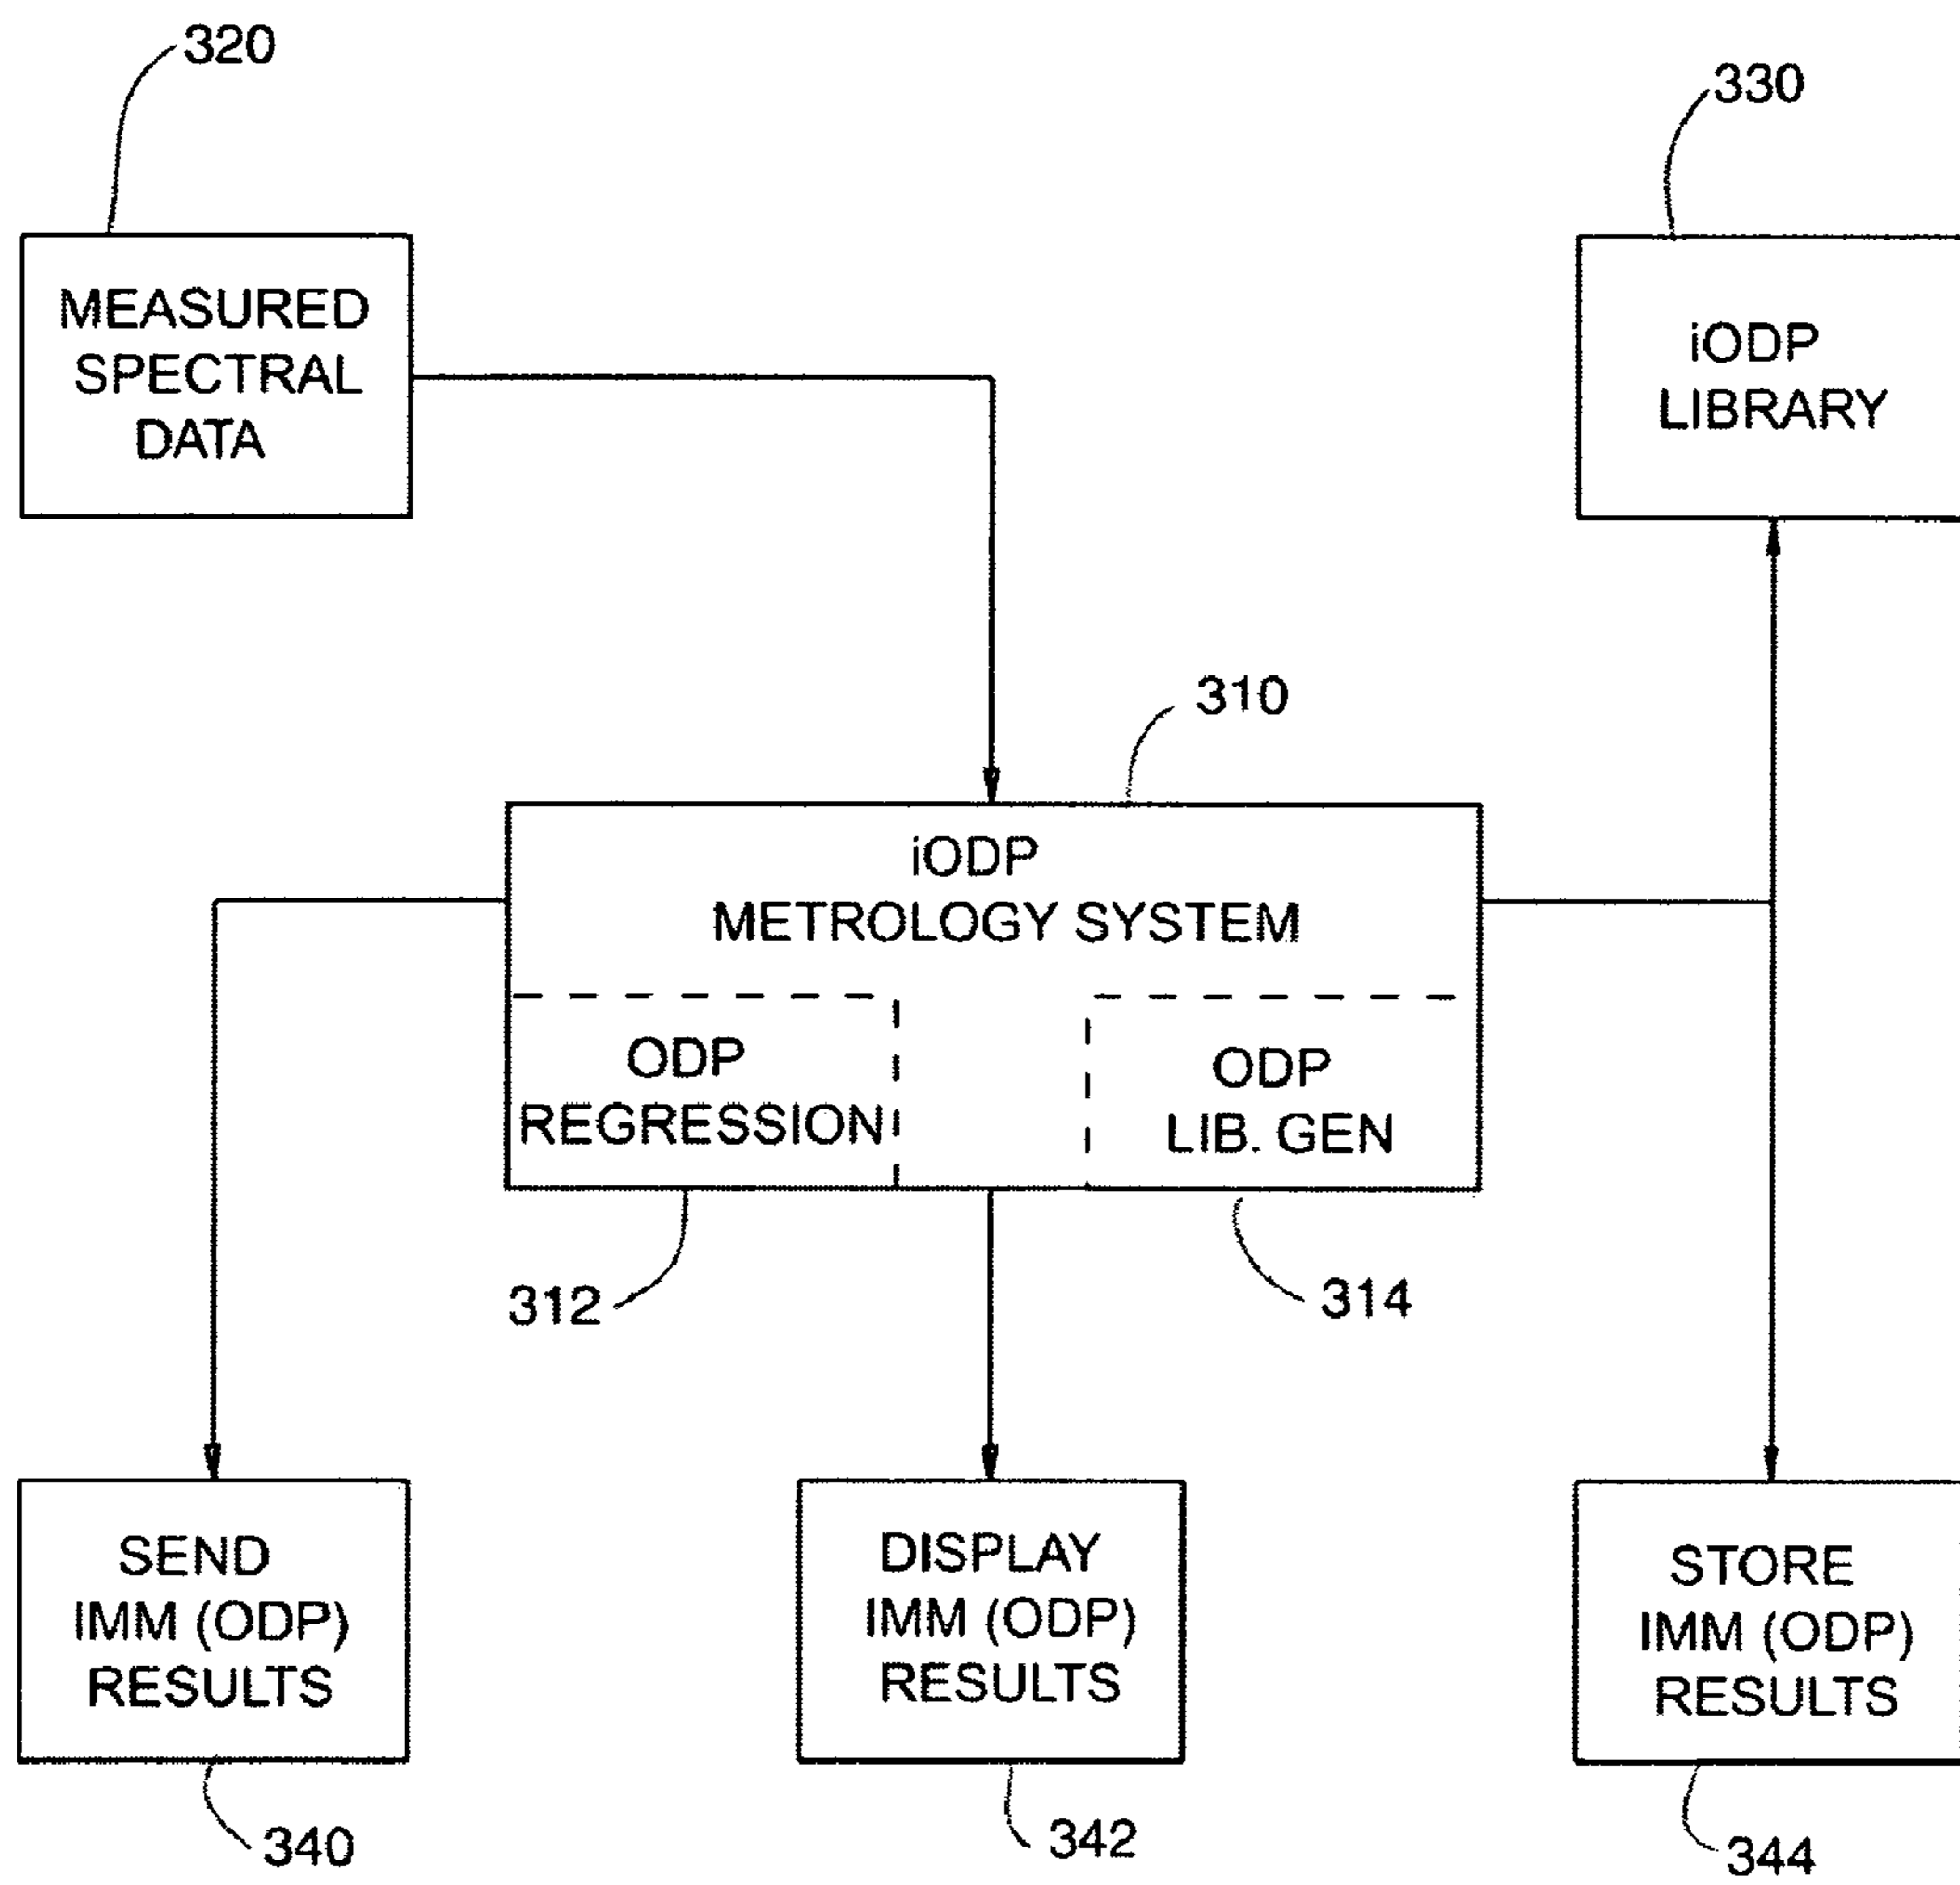 320
330
MEASURED
SPECTRAL
DATA
iODP
LIBRARY
310
iODP
METROLOGY SYSTEM
ODP
REGRESSION
ODP
LIB. GEN
312
314
SEND
IMM (ODP)
RESULTS
DISPLAY
IMM (ODP)
RESULTS
STORE
IMM (ODP)
RESULTS
340
342
344